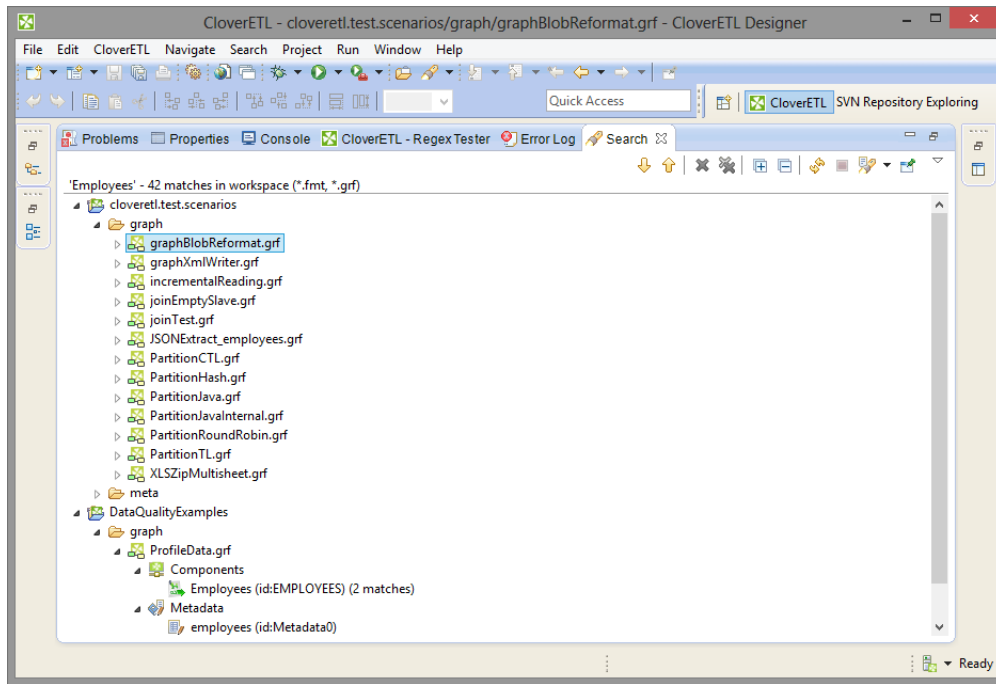 CloverETL - cloveretl.test.scenarios/graph/graphBlobReformat.grf - CloverETL Designer
File Edit CloverETL Navigate Search Project Run Window Help
Quick Access
CloverETL SVN Repository Exploring
Problems Properties Console CloverETL - Regex Tester Error Log Search
'Employees' - 42 matches in workspace (*.fmt, *.grf)
cloveretl.test.scenarios
graph
graphBlobReformat.grf
graphXmlWriter.grf
incrementalReading.grf
joinEmptySlave.grf
joinTest.grf
JSONExtract_employees.grf
PartitionCTL.grf
PartitionHash.grf
PartitionJava.grf
PartitionJavaInternal.grf
PartitionRoundRobin.grf
PartitionTL.grf
XLSZipMultisheet.grf
meta
DataQualityExamples
graph
ProfileData.grf
Components
Employees (id:EMPLOYEES) (2 matches)
Metadata
employees (id:Metadata0)
Ready